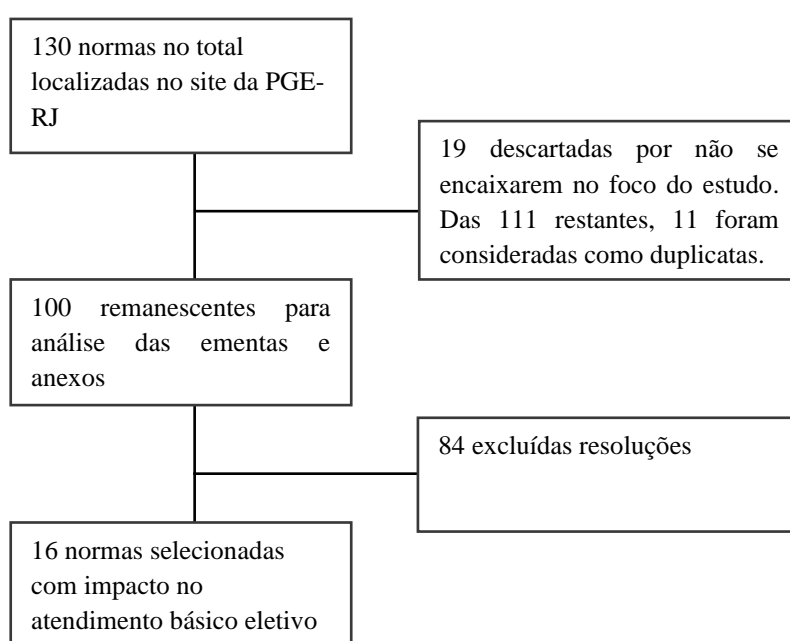 130 normas no total
localizadas no site da PGE-
RJ
19 descartadas por não se
encaixarem no foco do estudo.
Das 111 restantes, 11 foram
consideradas como duplicatas.
100 remanescentes para
análise das ementas e
anexos
84 excluídas resoluções
16 normas selecionadas
com impacto no
atendimento básico eletivo